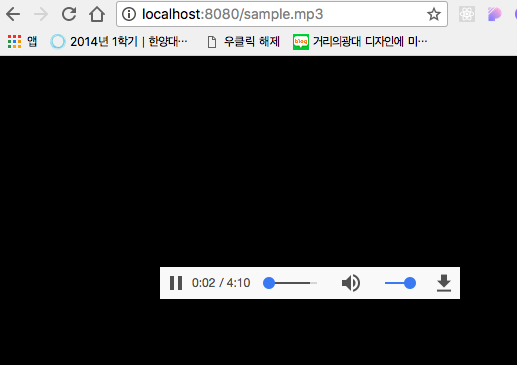 localhost:8080/sample.mp3
앱 2014년 1학기 | 한양대… 우클릭 해제 blog 거리의광대 디자인에 미…
0:02 / 4:10